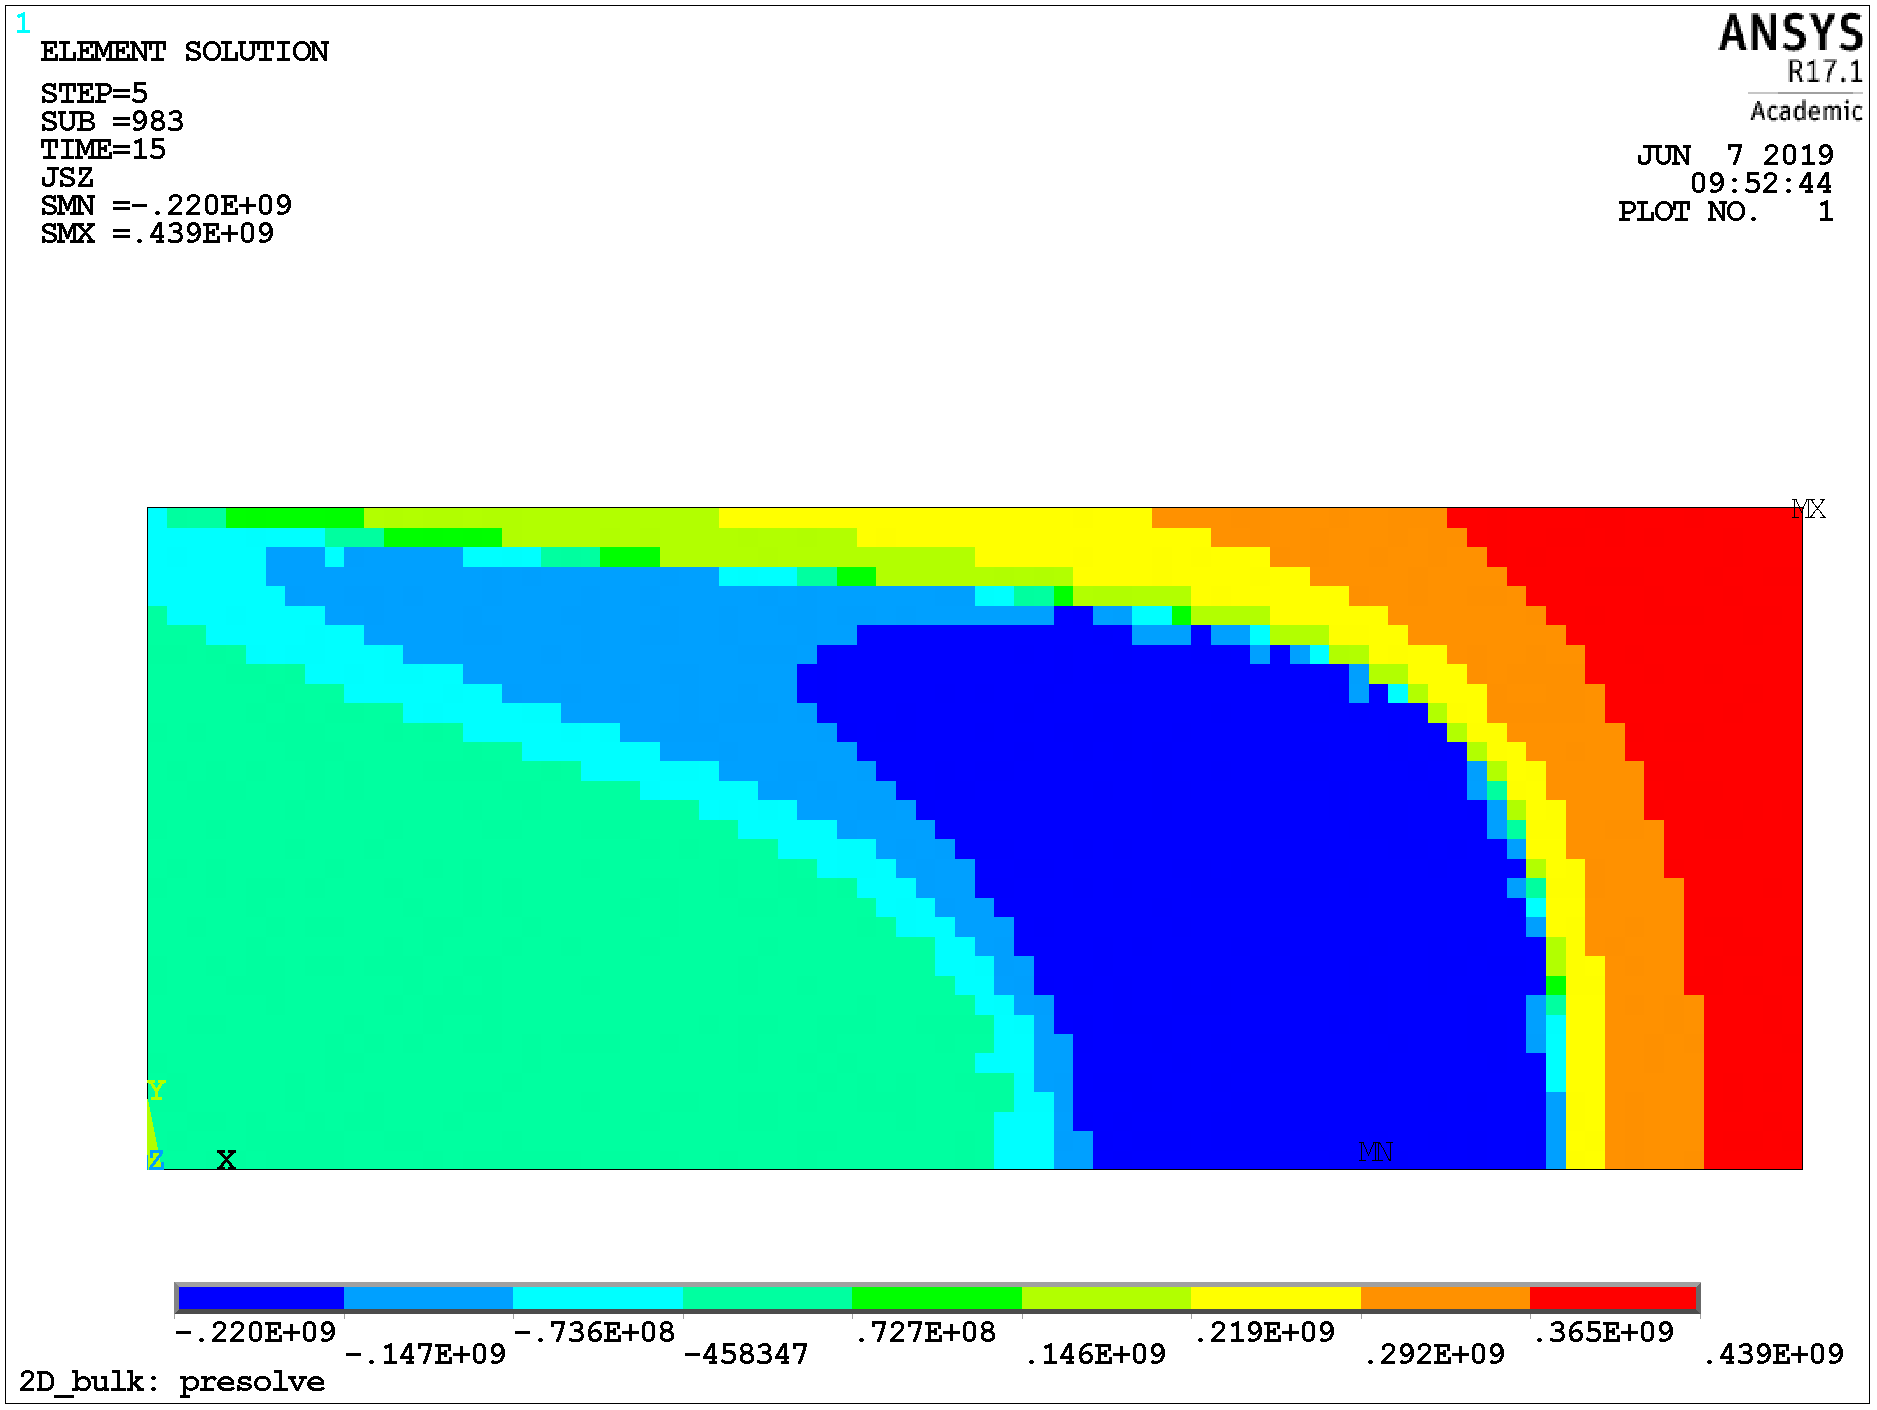 1
ELEMENT SOLUTION
STEP=5
SUB =983
TIME=15
JSZ
SMN =-.220E+09
SMX =.439E+09
ANSYS
R17.1
Academic
JUN  7 2019
09:52:44
PLOT NO.   1
MX
Y
Z X
MN
-.220E+09 -.736E+08 .727E+08 .219E+09 .365E+09
-.147E+09 -458347 .146E+09 .292E+09 .439E+09
2D_bulk: presolve